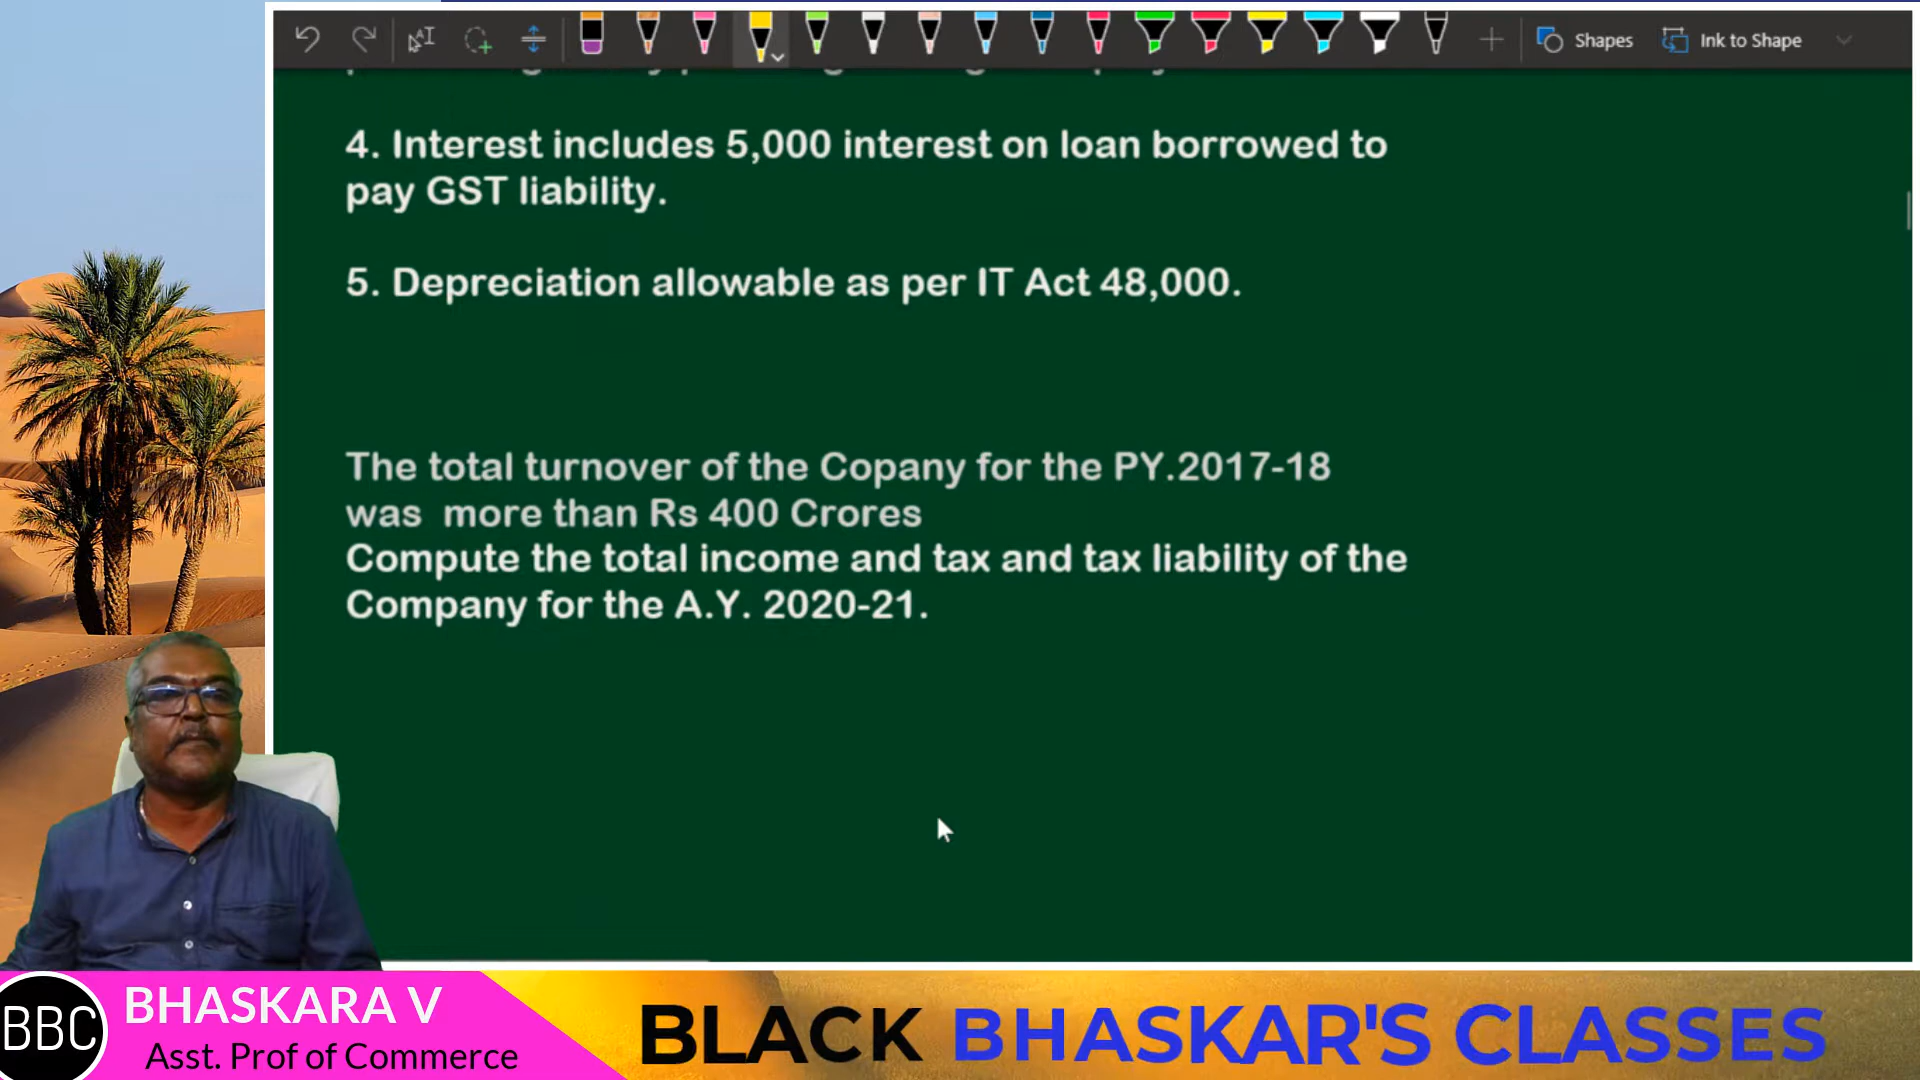 Shapes
Ink to Shape
4. Interest includes 5,000 interest on loan borrowed to
pay GST liability.
5. Depreciation allowable as per IT Act 48,000.
The total turnover of the Copany for the PY.2017-18
was more than Rs 400 Crores
Compute the total income and tax and tax liability of the
Company for the A.Y. 2020-21.
BBC
BHASKARA V
Asst. Prof of Commerce
BLACK BHASKAR'S CLASSES